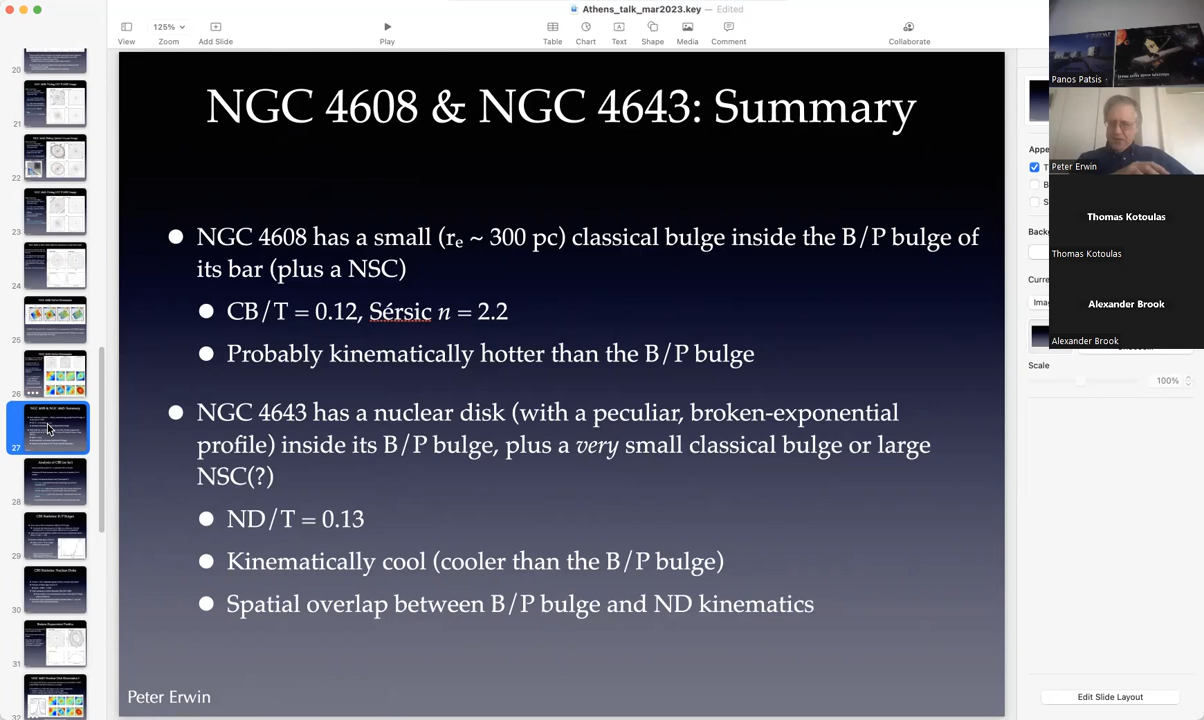 Athens_talk_mar2023.key — Edited
125%
View
Zoom
Add Slide
Play
Table
Chart
Text
Shape
Media
Comment
Collaborate
20
21
22
23
24
25
26
27
28
29
30
31
32
NGC 4608 & NGC 4643: Summary
NGC 4608 has a small (re ~ 300 pc) classical bulge inside the B/P bulge of
its bar (plus a NSC)
CB/T = 0.12, Sérsic n = 2.2
Probably kinematically hotter than the B/P bulge
NGC 4643 has a nuclear disk (with a peculiar, broken-exponential
profile) inside its B/P bulge, plus a very small classical bulge or large
NSC(?)
ND/T = 0.13
Kinematically cool (cooler than the B/P bulge)
Spatial overlap between B/P bulge and ND kinematics
Peter Erwin
Panos Patsis
Peter Erwin
Thomas Kotoulas
Thomas Kotoulas
Alexander Brook
Alexander Brook
Scale
100%
Edit Slide Layout